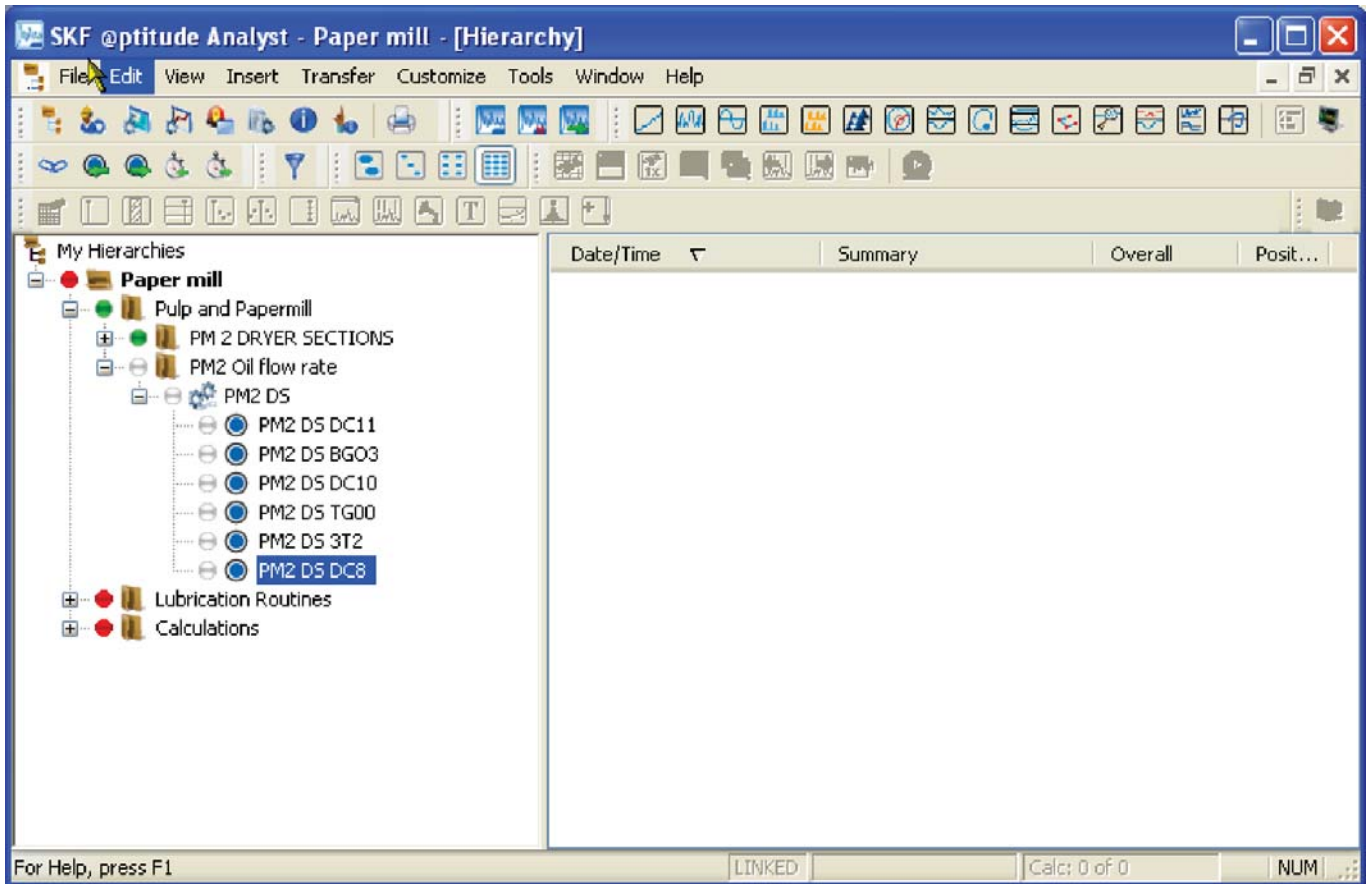 SKF @ptitude Analyst - Paper mill - [Hierarchy]
File Edit View Insert Transfer Customize Tools Window Help
My Hierarchies
Date/Time Summary Overall Posit...
Paper mill
Pulp and Papermill
PM 2 DRYER SECTIONS
PM2 Oil flow rate
PM2 DS
PM2 DS DC11
PM2 DS BGO3
PM2 DS DC10
PM2 DS TG00
PM2 DS 3T2
PM2 DS DC8
Lubrication Routines
Calculations
For Help, press F1 LINKED Calc: 0 of 0 NUM